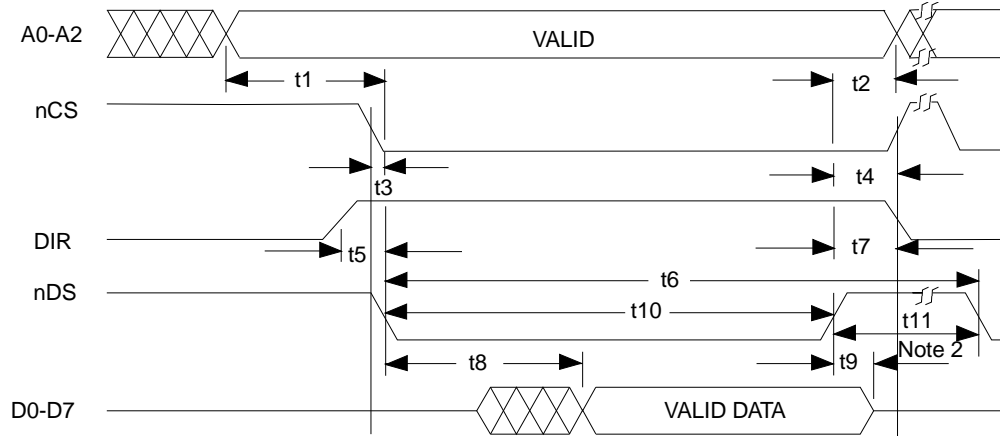 A0-A2
VALID
t1
t2
nCS
t3
t4
DIR
t5
t7
t6
nDS
t10
t11
Note 2
t8
t9
D0-D7
VALID DATA